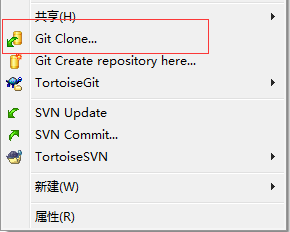 共享(H)
Git Clone...
Git Create repository here...
TortoiseGit
SVN Update
SVN Commit...
TortoiseSVN
新建(W)
属性(R)